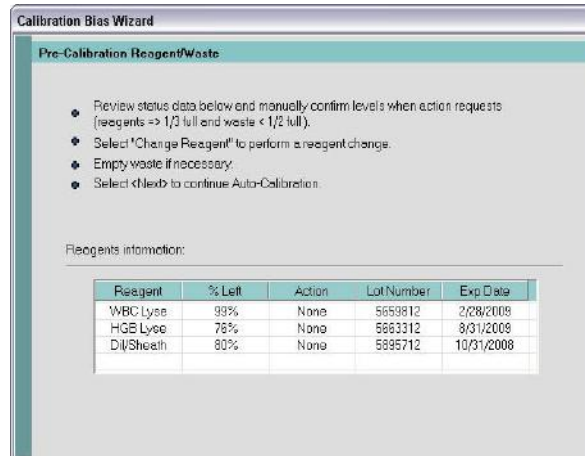 Calibration Bias Wizard
Pre-Calibration Reagent/Waste
Review status data below and manually confirm levels when action requests
(reagents => 1/3 full and waste < 1/2 full).
Select "Change Reagent" to perform a reagent change.
Empty waste if necessary.
Select <Next> to continue Auto-Calibration.
Reagents information:
Reagent % Left Action Lot Number Exp Date
WBC Lyse 99% None 5659812 2/28/2009
HGB Lyse 76% None 5663312 8/31/2009
Dil/Sheath 80% None 5895712 10/31/2008